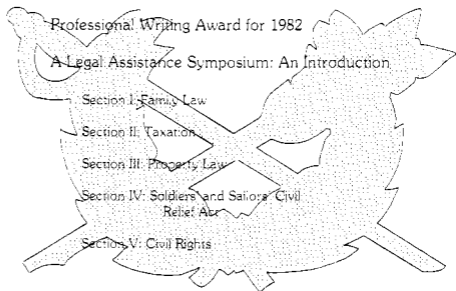 Professional Writing Award for 1982
A Legal Assistance Symposium: An Introduction
Section I: Family Law
Section II: Taxation
Section III: Property Law
Section IV: Soldiers' and Sailors' Civil
Relief Act
Section V: Civil Rights